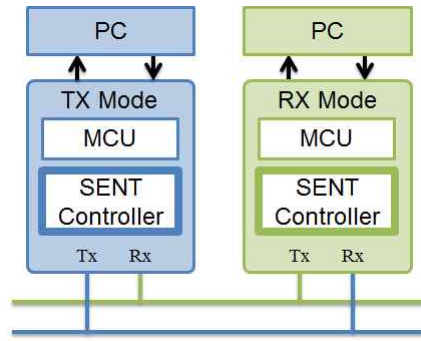 PC
TX Mode
MCU
SENT
Controller
Tx Rx
PC
RX Mode
MCU
SENT
Controller
Tx Rx